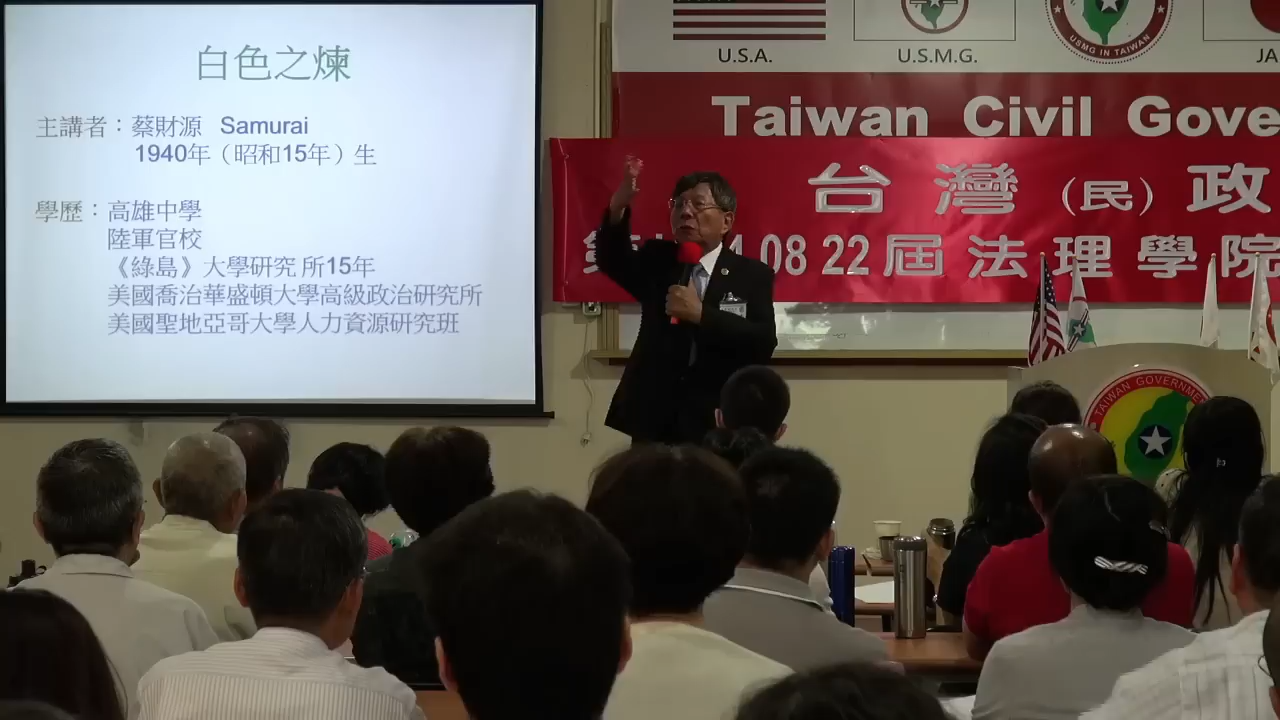 白色之煉
主講者：蔡財源 Samurai
1940年（昭和15年）生
學歷：高雄中學
陸軍官校
《綠島》大學研究所15年
美國喬治華盛頓大學高級政治研究所
美國聖地亞哥大學人力資源研究班
U.S.A.
U.S.M.G.
USMG IN TAIWAN
JA
Taiwan Civil Gove
台灣（民）政
08 22屆法理學院
TAIWAN GOVERNME